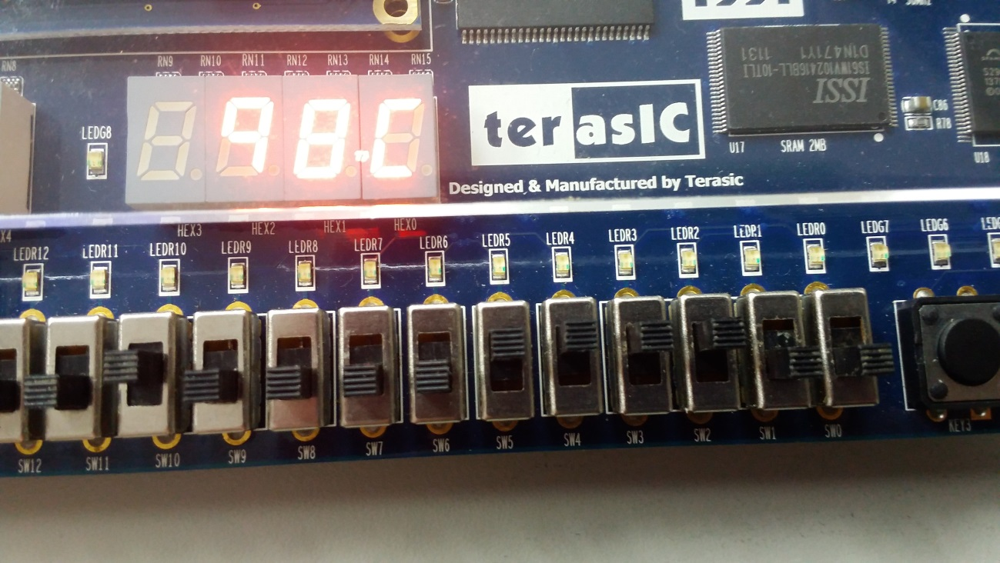 RN8 RN9 RN10 RN11 RN12 RN13 RN14 RN15
98C
LEDG8
terasIC
Designed & Manufactured by Terasic
ISSI
IS61WV102416BLL-10TLI
D1N471Y1 1131
U17 SRAM 2MB
C86
R78
U18
HEX3 HEX2 HEX1 HEX0
LEDR12 LEDR11 LEDR10 LEDR9 LEDR8 LEDR7 LEDR6 LEDR5 LEDR4 LEDR3 LEDR2 LEDR1 LEDR0 LEDG7 LEDG6
SW12 SW11 SW10 SW9 SW8 SW7 SW6 SW5 SW4 SW3 SW2 SW1 SW0 KEY3